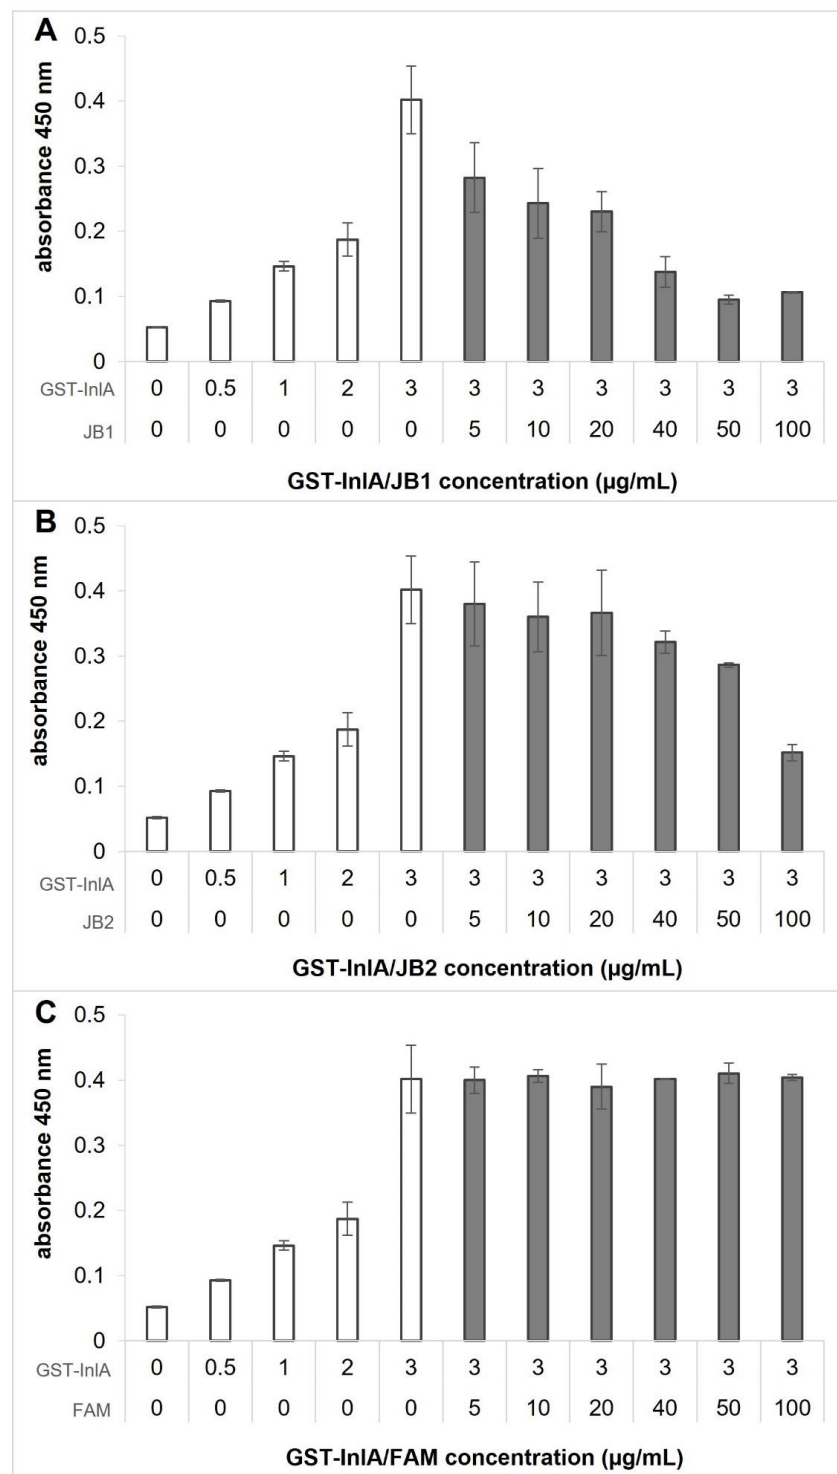 A
absorbance 450 nm
0.5
0.4
0.3
0.2
0.1
0
GST-InlA 0 0.5 1 2 3 3 3 3 3 3 3
JB1 0 0 0 0 0 5 10 20 40 50 100
GST-InlA/JB1 concentration (µg/mL)
B
absorbance 450 nm
0.5
0.4
0.3
0.2
0.1
0
GST-InlA 0 0.5 1 2 3 3 3 3 3 3 3
JB2 0 0 0 0 0 5 10 20 40 50 100
GST-InlA/JB2 concentration (µg/mL)
C
absorbance 450 nm
0.5
0.4
0.3
0.2
0.1
0
GST-InlA 0 0.5 1 2 3 3 3 3 3 3 3
FAM 0 0 0 0 0 5 10 20 40 50 100
GST-InlA/FAM concentration (µg/mL)